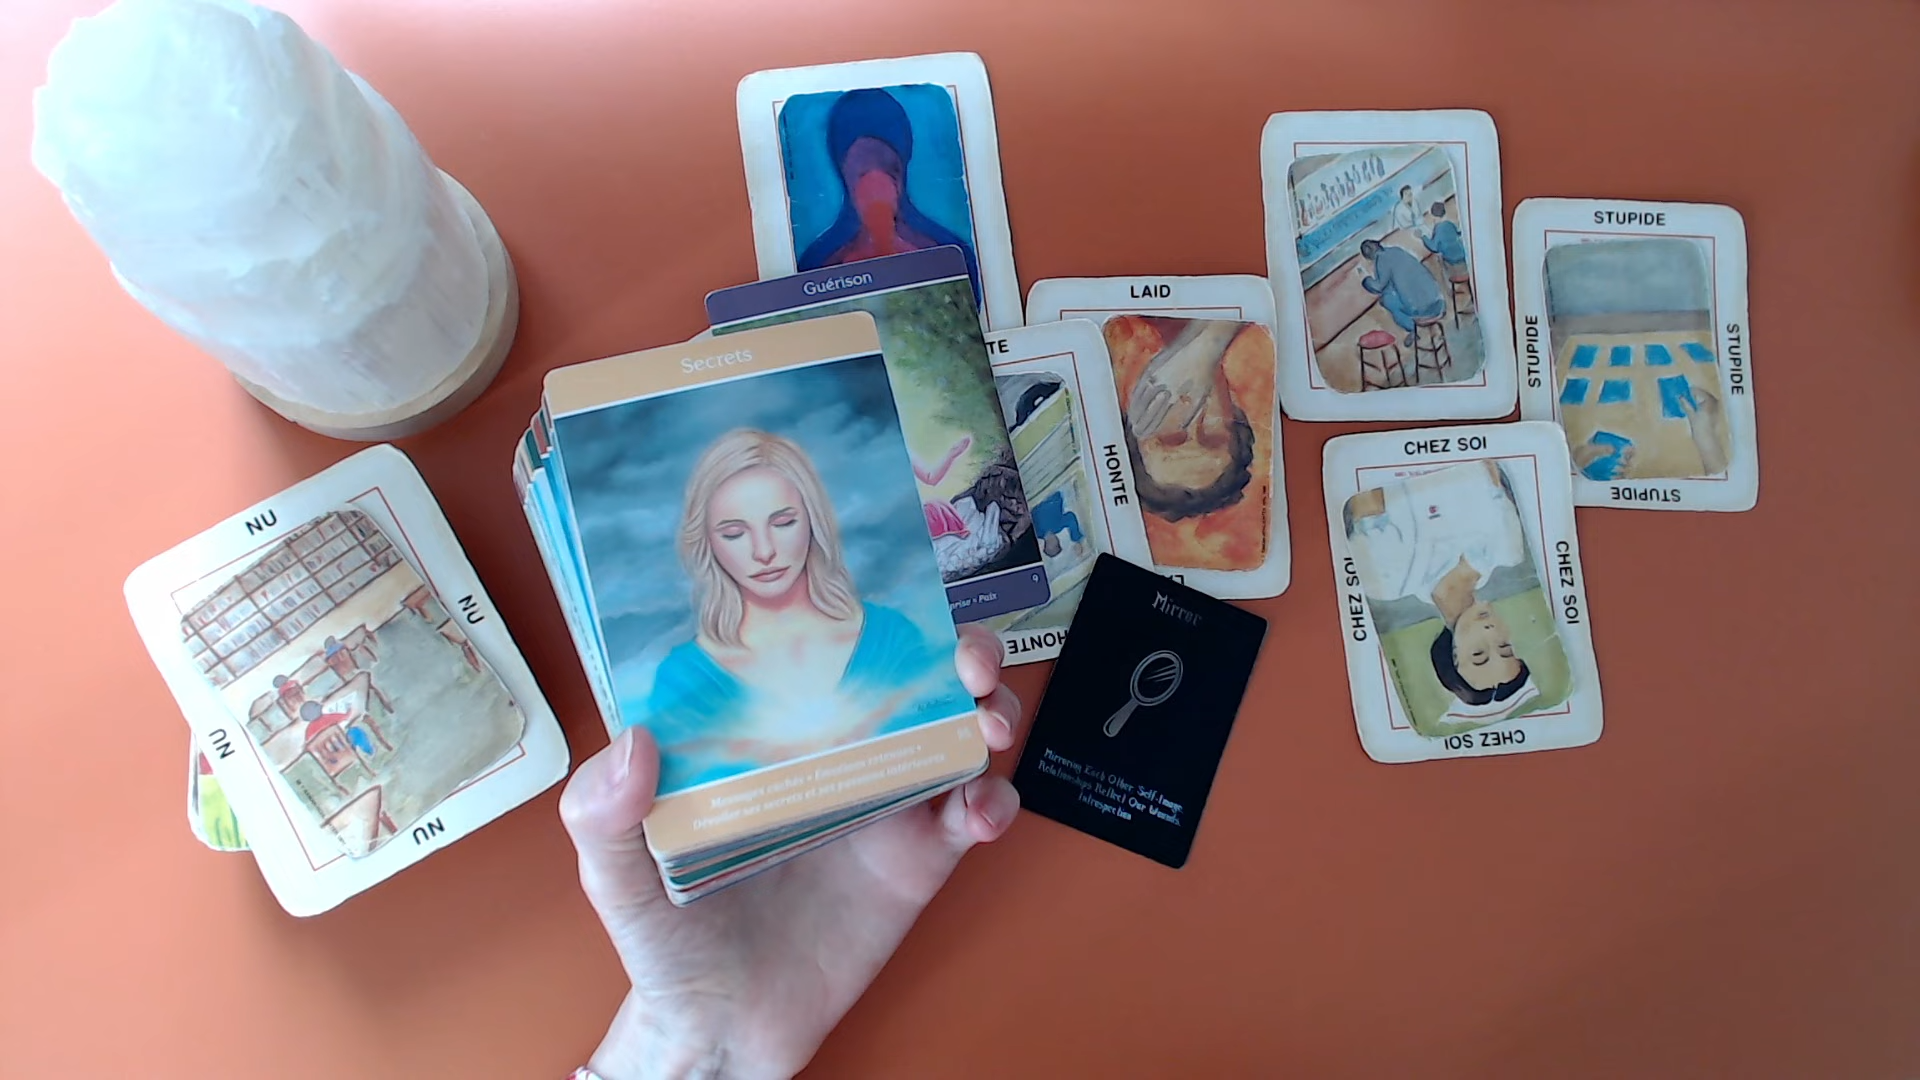 Guérison
Secrets
Messages cachés • Émotions retenues •
Dévoiler ses secrets et ses passions intérieures
9
Paix
LAID
HONTE
HONTE
STUPIDE
STUPIDE
STUPIDE
STUPIDE
CHEZ SOI
CHEZ SOI
CHEZ SOI
CHEZ SOI
NU
NU
NU
NU
Mirror
Mirroring Each Other Self-Image
Relationships Reflect Our Wounds
Introspection